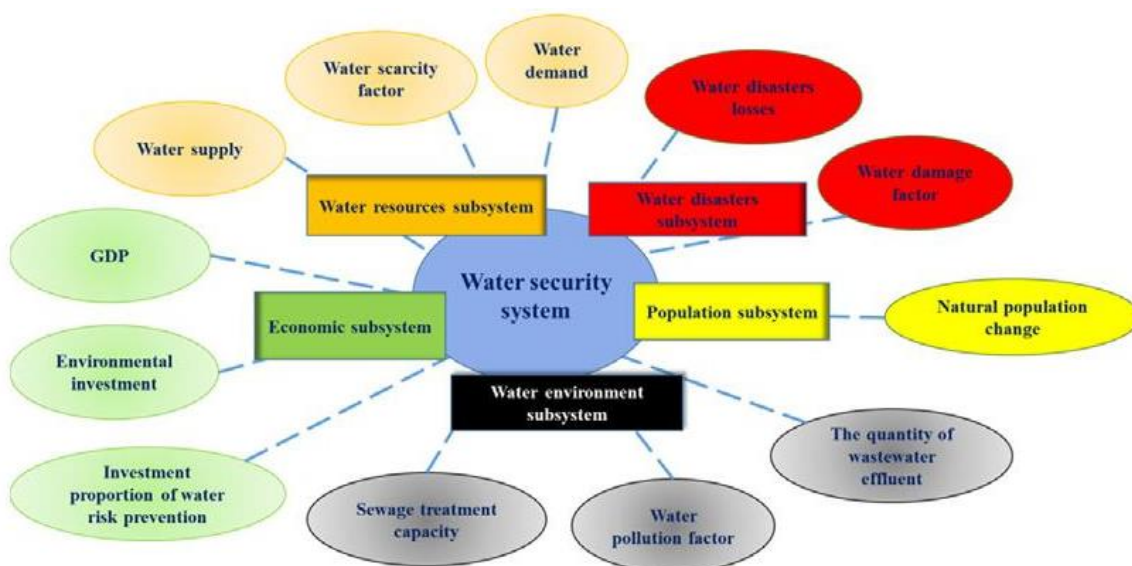 Water
demand
Water scarcity
factor
Water disasters
losses
Water supply
Water damage
factor
Water resources subsystem
Water disasters
subsystem
GDP
Water security
system
Economic subsystem
Population subsystem
Natural population
change
Environmental
investment
Water environment
subsystem
The quantity of
wastewater
effluent
Investment
proportion of water
risk prevention
Sewage treatment
capacity
Water
pollution factor